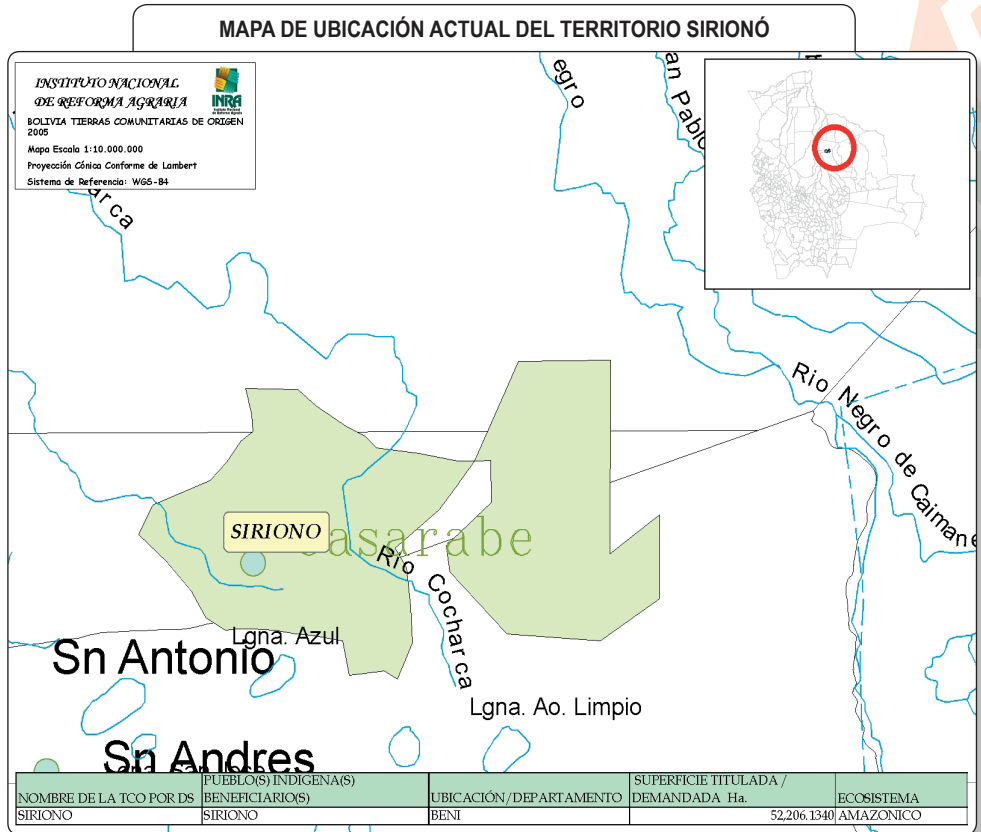 MAPA DE UBICACIÓN ACTUAL DEL TERRITORIO SIRIONÓ
INSTITUTO NACIONAL
DE REFORMA AGRARIA
INRA
BOLIVIA TIERRAS COMUNITARIAS DE ORIGEN
2005
Mapa Escala 1:10.000.000
Proyección Cónica Conforme de Lambert
Sistema de Referencia: WGS-84
arca
egro
an Pablo
Rio Negro de Caimane
SIRIONO
Casarabe
Rio Cocharca
Lgna. Azul
Sn Antonio
Lgna. Ao. Limpio
Sn Andres
NOMBRE DE LA TCO POR DS
PUEBLO(S) INDIGENA(S)
BENEFICIARIO(S)
UBICACIÓN/DEPARTAMENTO
SUPERFICIE TITULADA /
DEMANDADA Ha.
ECOSISTEMA
SIRIONO
SIRIONO
BENI
52,206.1340
AMAZONICO